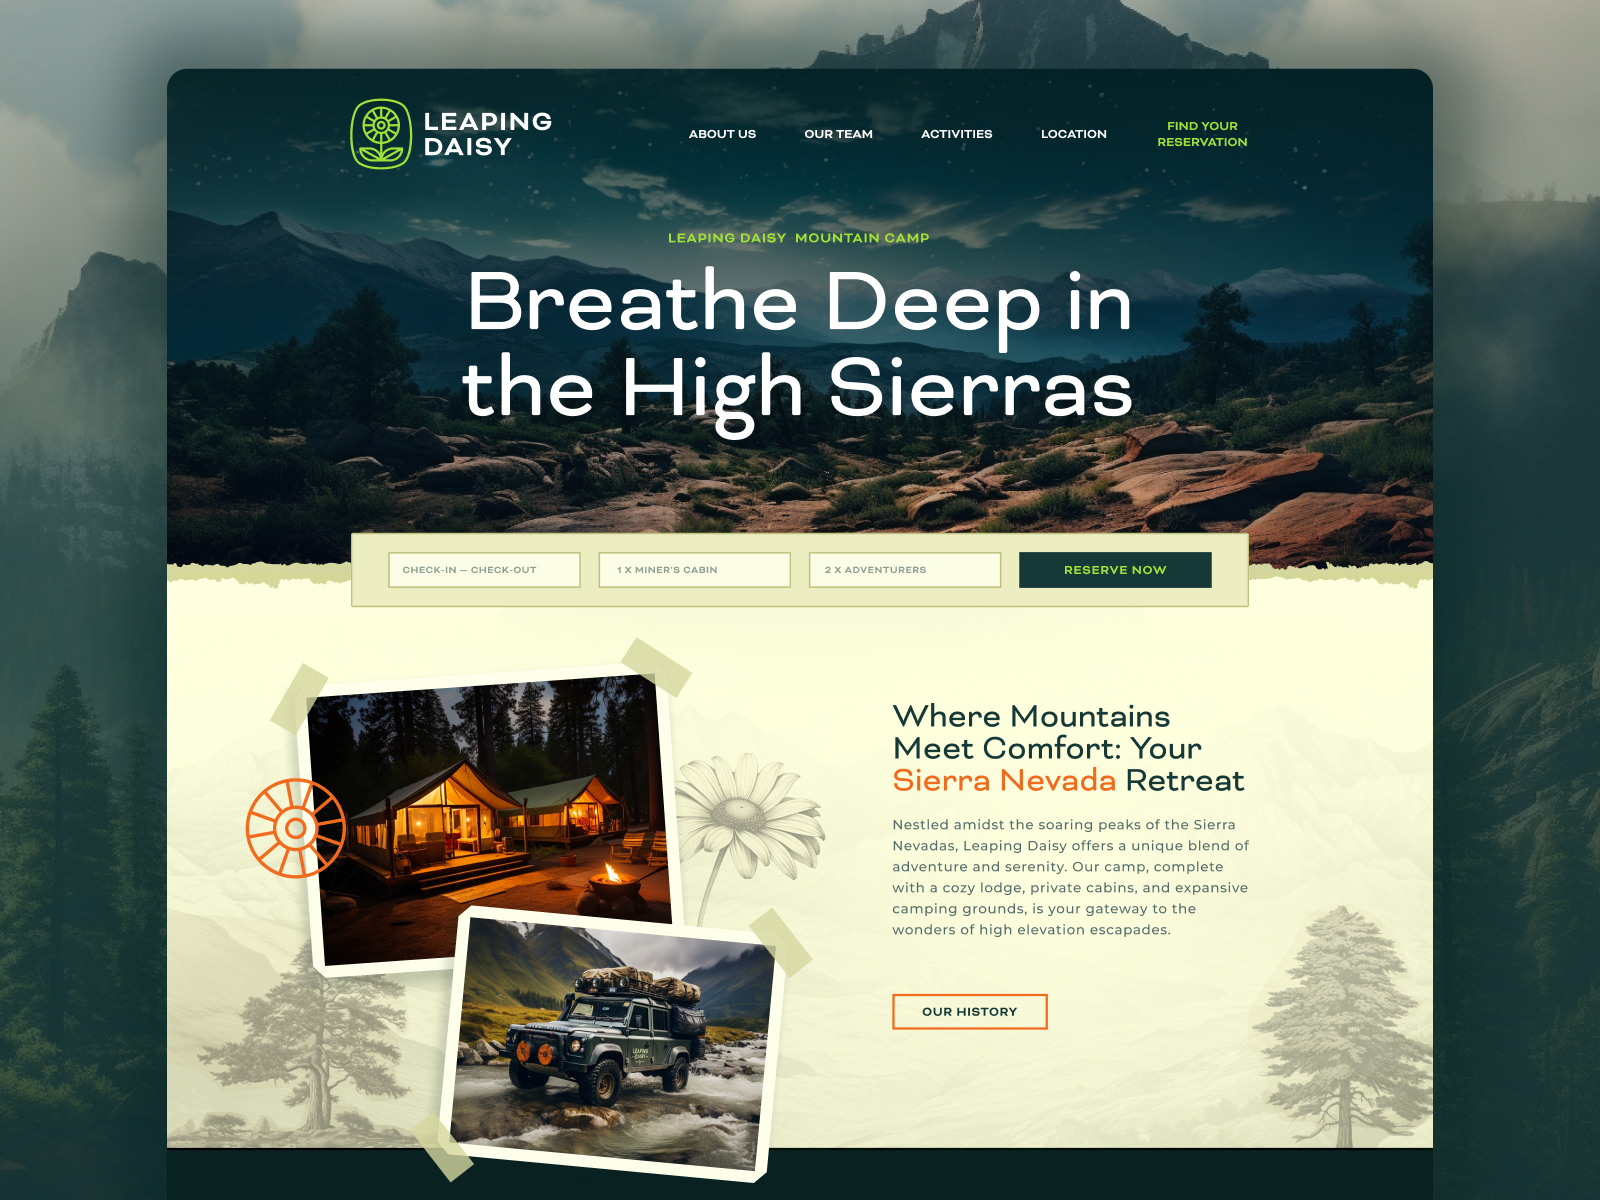 LEAPING
DAISY
ABOUT US
OUR TEAM
ACTIVITIES
LOCATION
FIND YOUR
RESERVATION
LEAPING DAISY MOUNTAIN CAMP
Breathe Deep in
the High Sierras
CHECK-IN — CHECK-OUT
1 X MINER'S CABIN
2 X ADVENTURERS
RESERVE NOW
Where Mountains
Meet Comfort: Your
Sierra Nevada Retreat
Nestled amidst the soaring peaks of the Sierra
Nevadas, Leaping Daisy offers a unique blend of
adventure and serenity. Our camp, complete
with a cozy lodge, private cabins, and expansive
camping grounds, is your gateway to the
wonders of high elevation escapades.
OUR HISTORY
LEAPING
DAISY